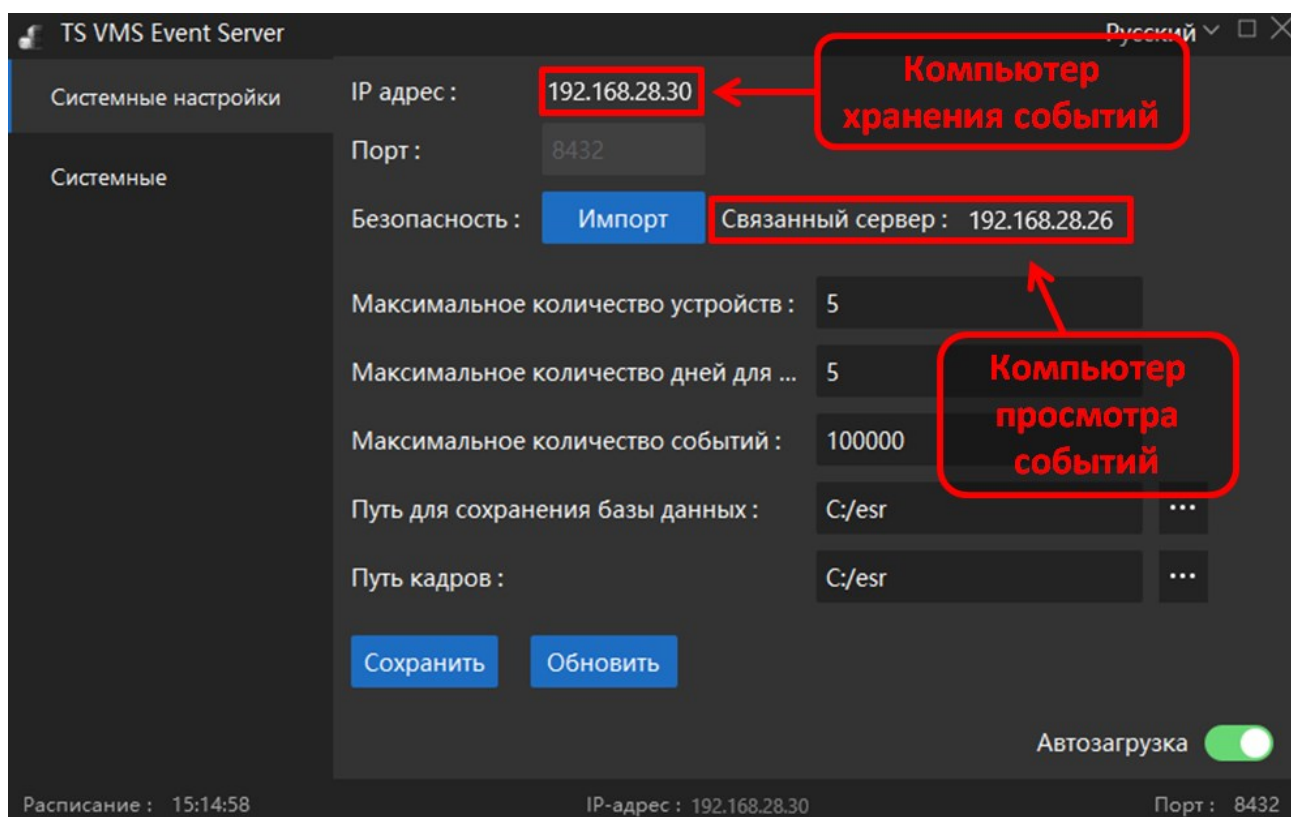 TS VMS Event Server
Русский
Системные настройки
Системные
IP адрес : 192.168.28.30
Компьютер
хранения событий
Порт : 8432
Безопасность : Импорт Связанный сервер : 192.168.28.26
Максимальное количество устройств : 5
Максимальное количество дней для ... 5
Компьютер
просмотра
событий
Максимальное количество событий : 100000
Путь для сохранения базы данных : C:/esr ...
Путь кадров : C:/esr ...
Сохранить Обновить
Автозагрузка
Расписание : 15:14:58 IP-адрес : 192.168.28.30 Порт : 8432